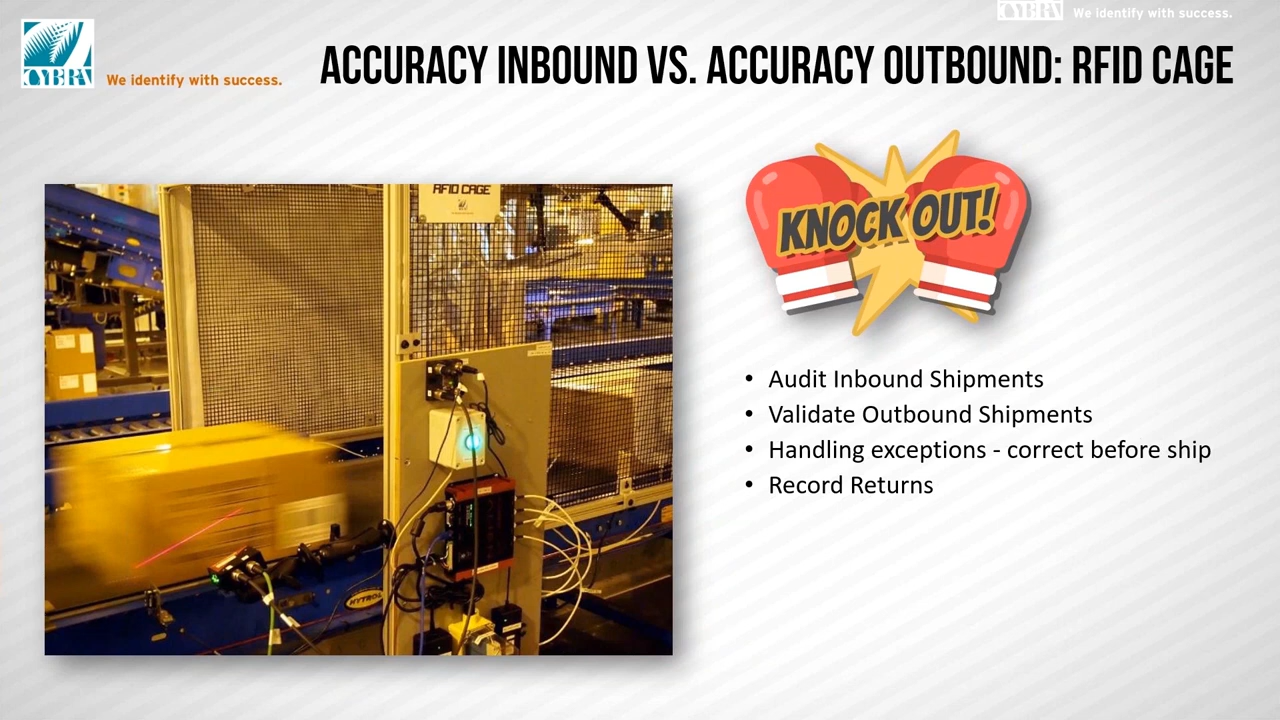 CYBRA We identify with success.
CYBRA
We identify with success.
ACCURACY INBOUND VS. ACCURACY OUTBOUND: RFID CAGE
RFID CAGE
KNOCK OUT!
• Audit Inbound Shipments
• Validate Outbound Shipments
• Handling exceptions - correct before ship
• Record Returns
HYTROL